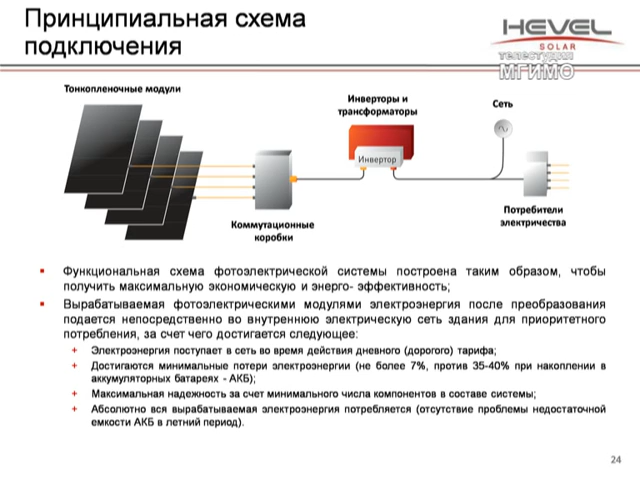 Принципиальная схема
подключения
HEVEL
SOLAR
телестудия
МГИМО
Тонкопленочные модули
Инверторы и
трансформаторы
Сеть
Инвертор
Коммутационные
коробки
Потребители
электричества
Функциональная схема фотоэлектрической системы построена таким образом, чтобы
получить максимальную экономическую и энерго- эффективность;
Вырабатываемая фотоэлектрическими модулями электроэнергия после преобразования
подается непосредственно во внутреннюю электрическую сеть здания для приоритетного
потребления, за счет чего достигается следующее:
+ Электроэнергия поступает в сеть во время действия дневного (дорогого) тарифа;
+ Достигаются минимальные потери электроэнергии (не более 7%, против 35-40% при накоплении в
аккумуляторных батареях - АКБ);
+ Максимальная надежность за счет минимального числа компонентов в составе системы;
+ Абсолютно вся вырабатываемая электроэнергия потребляется (отсутствие проблемы недостаточной
емкости АКБ в летний период).
24